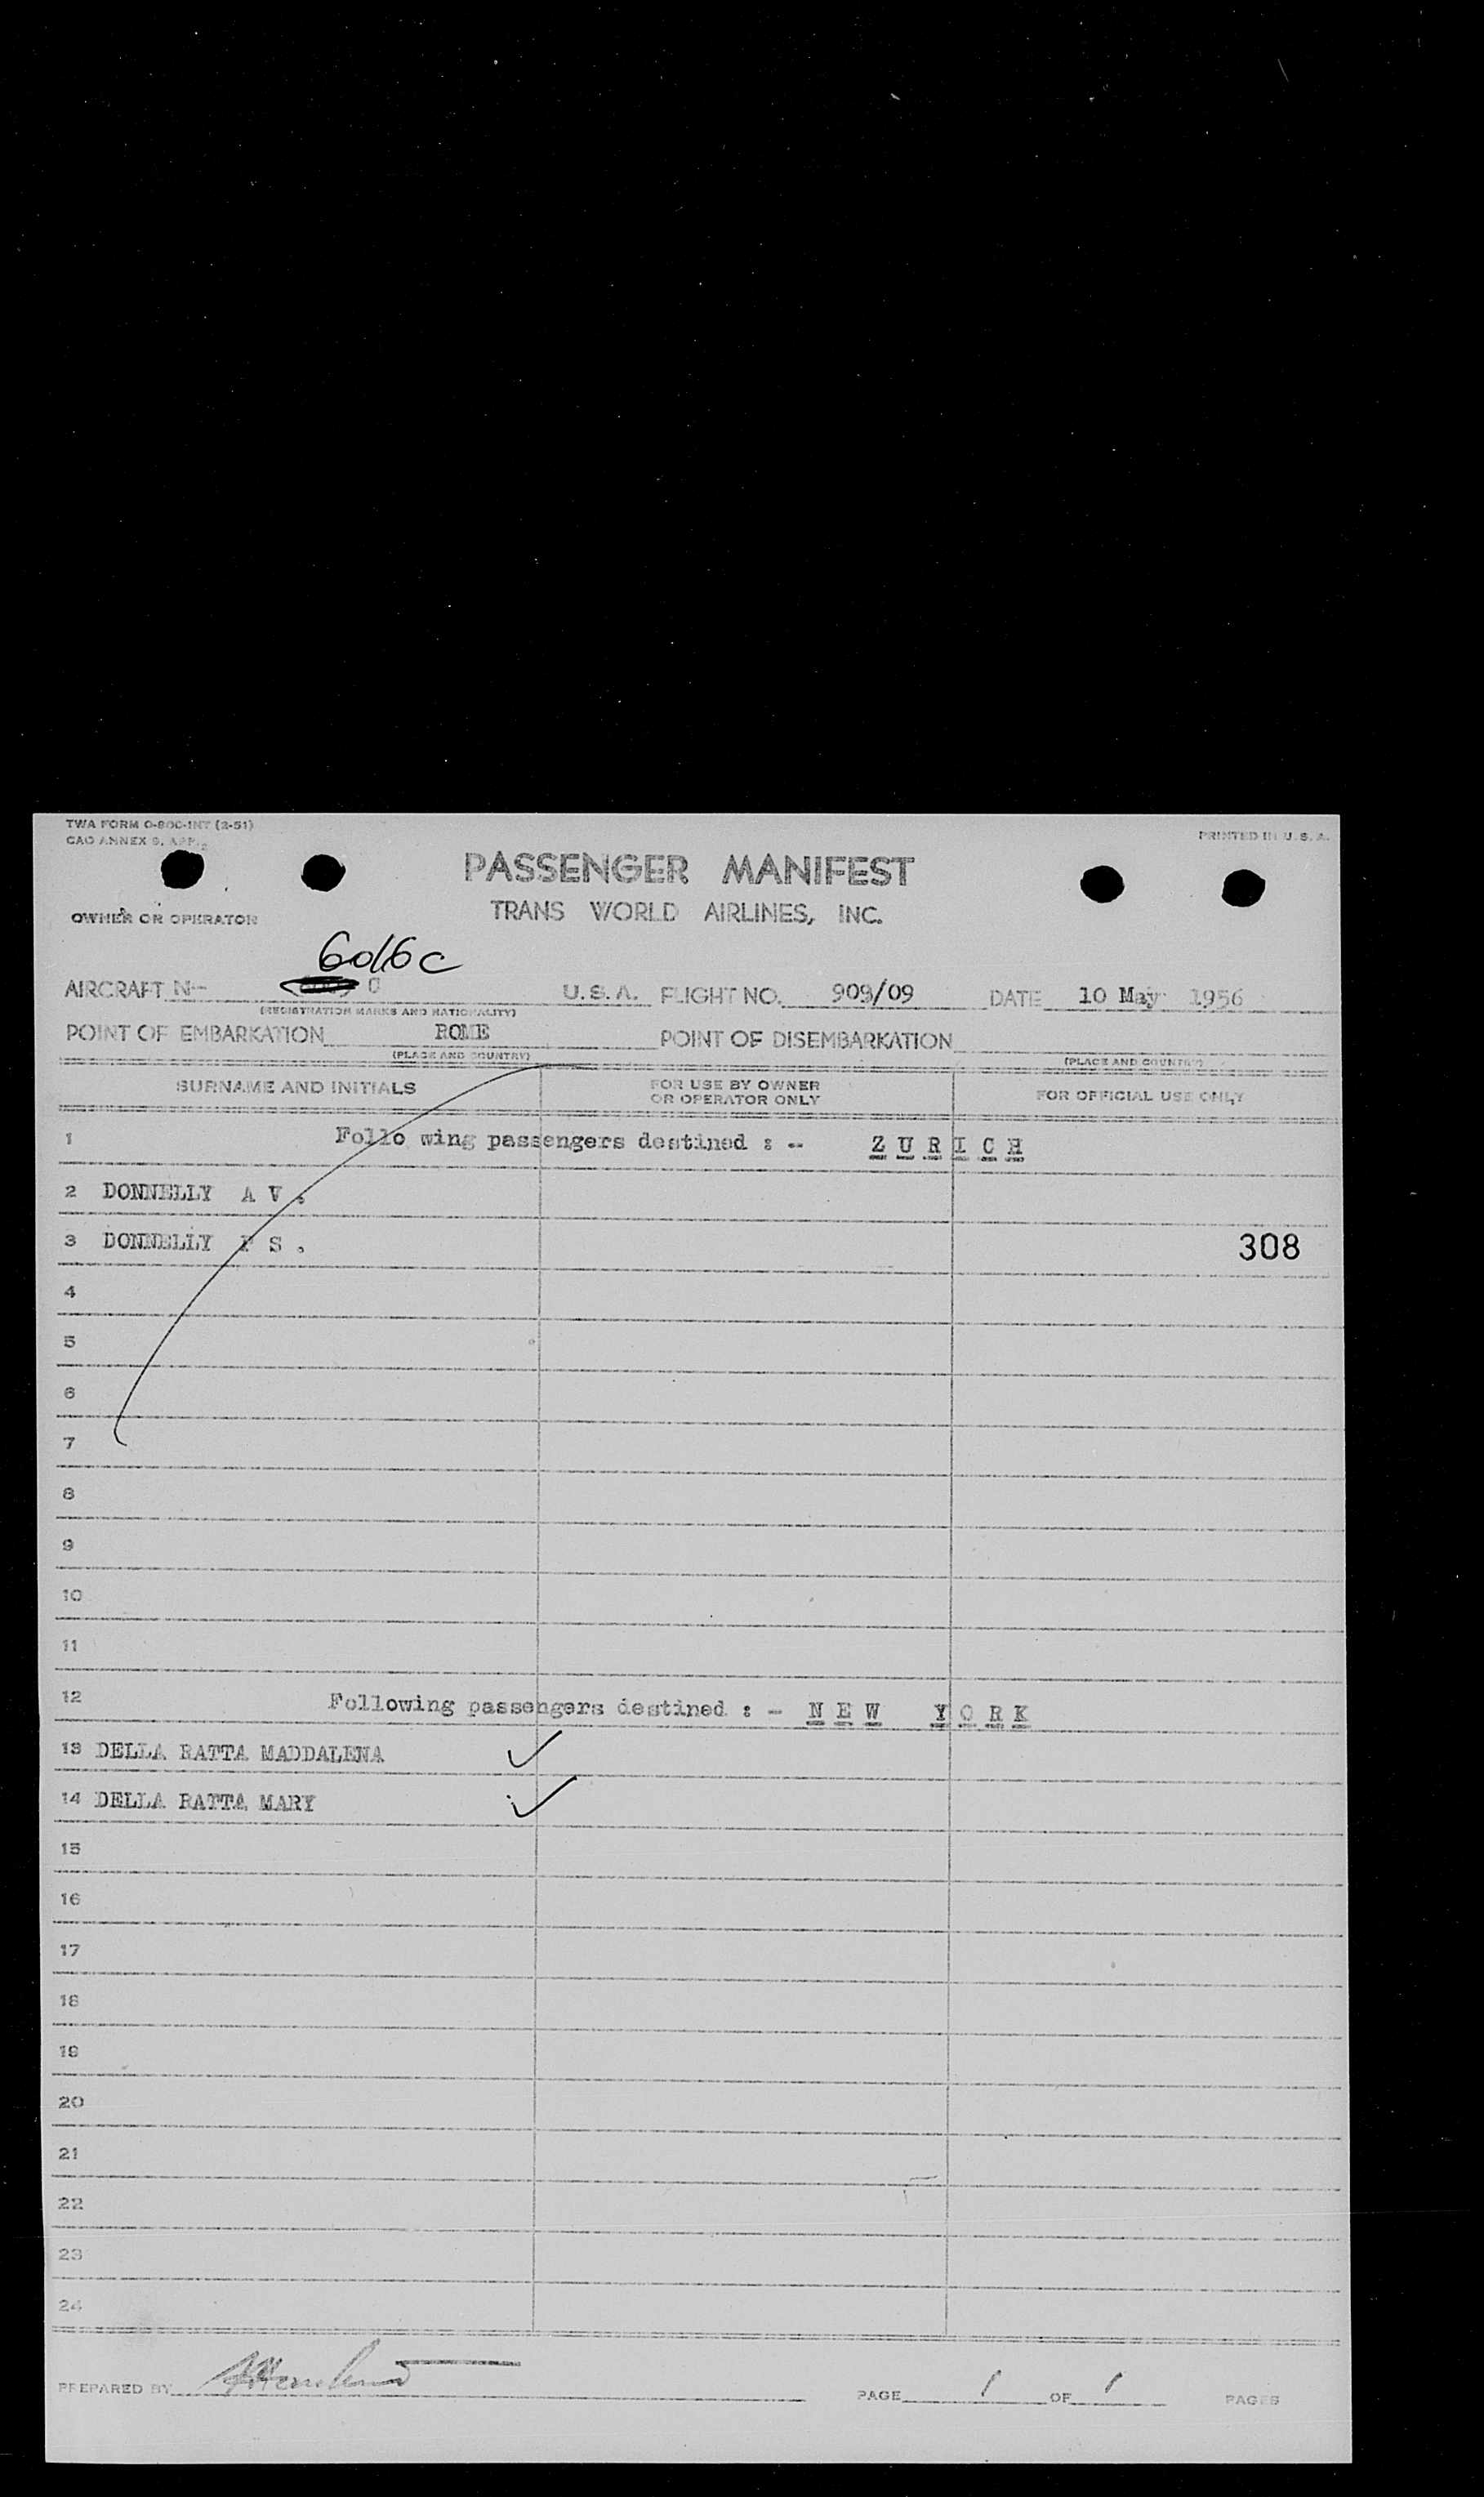 TWA FORM O-800-INT (2-51)
PRINTED IN U.S.A.
PASSENGER MANIFEST
OWNER OR OPERATOR
TRANS WORLD AIRLINES, INC.
6016C
AIRCRAFT N- C U.S.A. FLIGHT NO. 909/09 DATE 10 May 1956
(REGISTRATION MARKS AND NATIONALITY)
POINT OF EMBARKATION ROME POINT OF DISEMBARKATION
(PLACE AND COUNTRY) (PLACE AND COUNTRY)
SURNAME AND INITIALS FOR USE BY OWNER OR OPERATOR ONLY FOR OFFICIAL USE ONLY
1 Follo wing passengers destined : - Z U R I C H
2 DONNELLY A V .
3 DONNELLY S . 308
4
5
6
7
8
9
10
11
12 Following passengers destined : - N E W Y O R K
13 DELLA RATTA MADDALENA
14 DELLA RATTA MARY
15
16
17
18
19
20
21
22
23
24
PREPARED BY PAGE 1 OF 1 PAGES